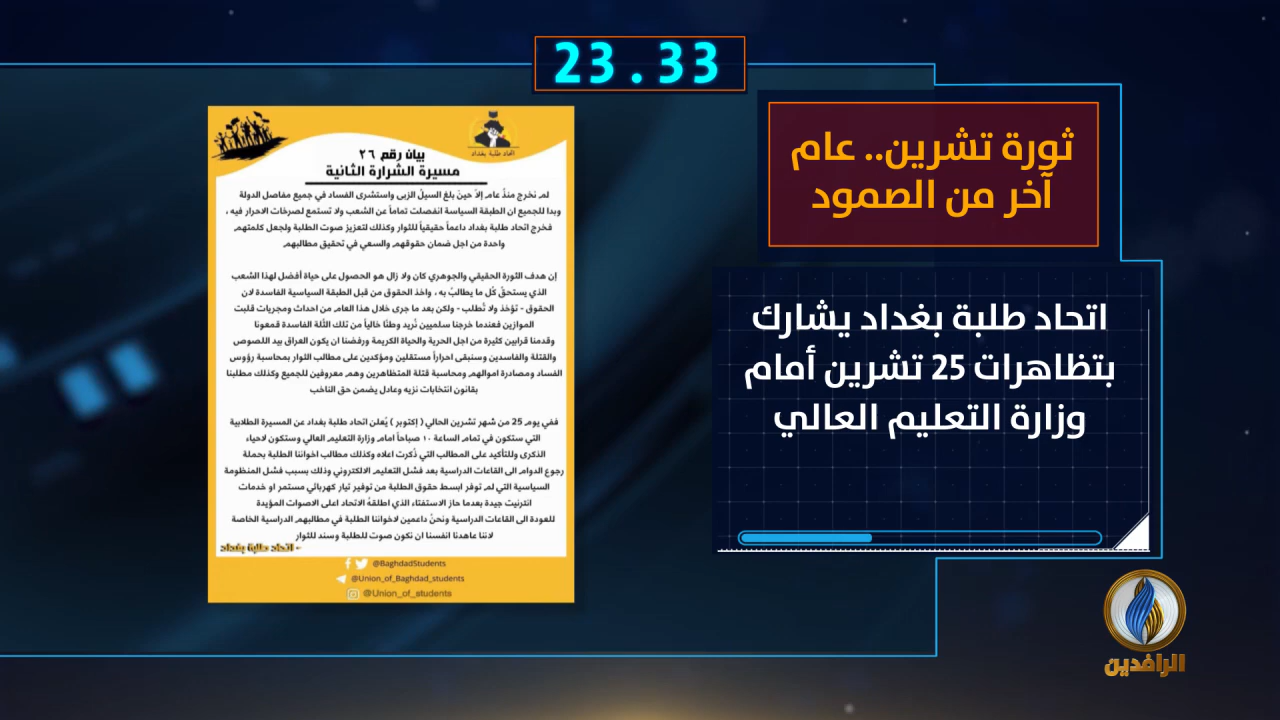 23.33
ثورة تشرين.. عام
آخر من الصمود
اتحاد طلبة بغداد يشارك
بتظاهرات 25 تشرين أمام
وزارة التعليم العالي
اتحاد طلبة بغداد
بيان رقم ٢٦
مسيرة الشرارة الثانية
لم نخرج منذُ عام إلاّ حينَ بلغ السيلُ الزبى واستشرى الفساد في جميع مفاصل الدولة
وبدا للجميع ان الطبقة السياسة انفصلت تماماً عن الشعب ولا تستمع لصرخات الاحرار فيه ،
فخرج اتحاد طلبة بغداد داعماً حقيقياً للثوار وكذلك لتعزيز صوت الطلبة ولجعل كلمتهم
واحدة من اجل ضمان حقوقهم والسعي في تحقيق مطالبهم
إن هدف الثورة الحقيقي والجوهري كان ولا زال هو الحصول على حياة أفضل لهذا الشعب
الذي يستحقُ كُل ما يطالبُ به ، واخذ الحقوق من قبل الطبقة السياسية الفاسدة لان
الحقوق - تؤخذ ولا تُطلب - ولكن بعد ما جرى خلال هذا العام من احداث ومجريات قلبت
الموازين فعندما خرجنا سلميين نُريد وطنًا خالياً من تلك الثُلة الفاسدة قمعونا
وقدمنا قرابين كثيرة من اجل الحرية والحياة الكريمة ورفضنا ان يكون العراق بيد اللصوص
والقتلة والفاسدين وسنبقى احراراً مستقلين ومؤكدين على مطالب الثوار بمحاسبة رؤوس
الفساد ومصادرة اموالهم ومحاسبة قتلة المتظاهرين وهم معروفين للجميع وكذلك مطلبنا
بقانون انتخابات نزيه وعادل يضمن حق الناخب
ففي يوم 25 من شهر تشرين الحالي ( إكتوبر ) يُعلن اتحاد طلبة بغداد عن المسيرة الطلابية
التي ستكون في تمام الساعة ١٠ صباحاً امام وزارة التعليم العالي وستكون لاحياء
الذكرى وللتأكيد على المطالب التي ذُكرت اعلاه وكذلك مطالب اخواننا الطلبة بحملة
رجوع الدوام الى القاعات الدراسية بعد فشل التعليم الالكتروني وذلك بسبب فشل المنظومة
السياسية التي لم توفر ابسط حقوق الطلبة من توفير تيار كهربائي مستمر او خدمات
انترنيت جيدة بعدما حاز الاستفتاء الذي اطلقهُ الاتحاد اعلى الاصوات المؤيدة
للعودة الى القاعات الدراسية ونحنُ داعمين لاخواننا الطلبة في مطالبهم الدراسية الخاصة
لاننا عاهدنا انفسنا ان نكون صوت للطلبة وسند للثوار
- اتحاد طلبة بغداد
@BaghdadStudents
@Union_of_Baghdad_students
@Union_of_students
الرافدين